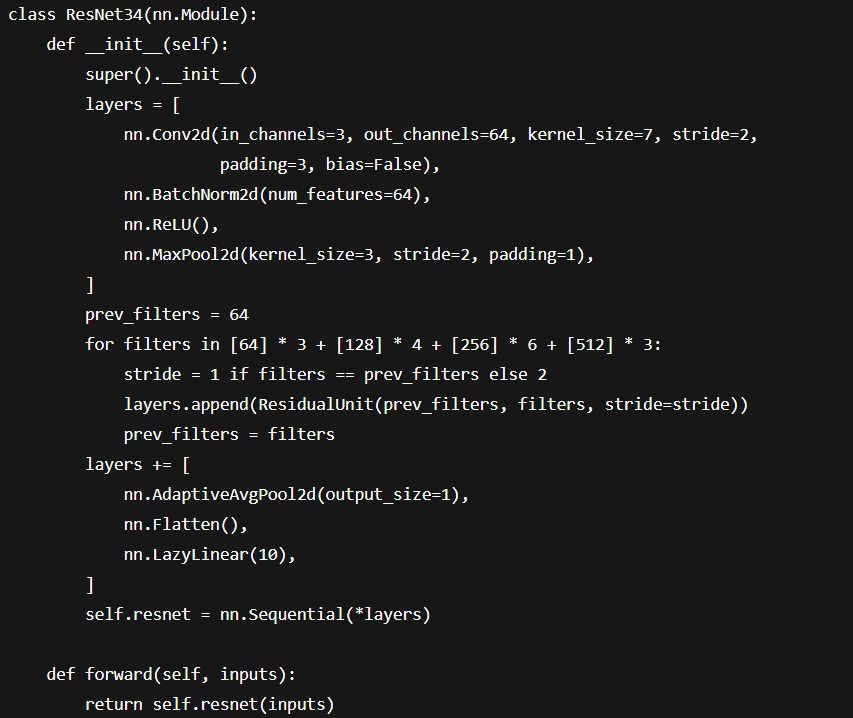 class ResNet34(nn.Module):
    def __init__(self):
        super().__init__()
        layers = [
            nn.Conv2d(in_channels=3, out_channels=64, kernel_size=7, stride=2,
                      padding=3, bias=False),
            nn.BatchNorm2d(num_features=64),
            nn.ReLU(),
            nn.MaxPool2d(kernel_size=3, stride=2, padding=1),
        ]
        prev_filters = 64
        for filters in [64] * 3 + [128] * 4 + [256] * 6 + [512] * 3:
            stride = 1 if filters == prev_filters else 2
            layers.append(ResidualUnit(prev_filters, filters, stride=stride))
            prev_filters = filters
        layers += [
            nn.AdaptiveAvgPool2d(output_size=1),
            nn.Flatten(),
            nn.LazyLinear(10),
        ]
        self.resnet = nn.Sequential(*layers)

    def forward(self, inputs):
        return self.resnet(inputs)